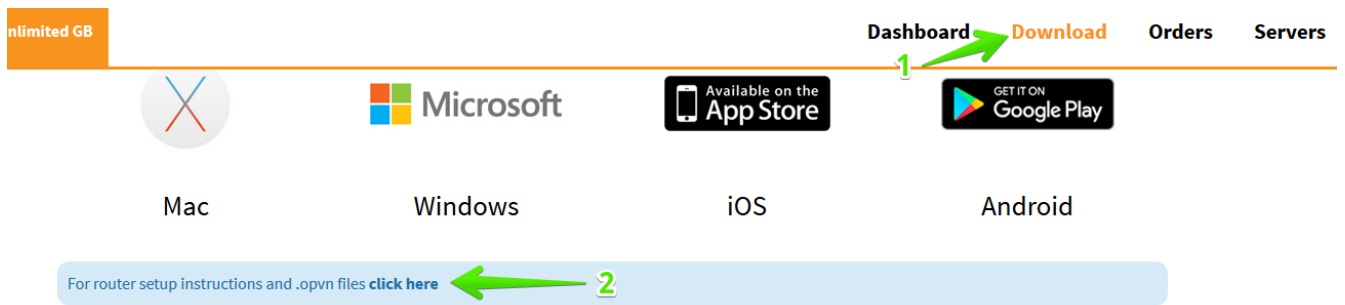 nlimited GB
Dashboard Download Orders Servers
1
Microsoft
Available on the
App Store
GET IT ON
Google Play
Mac Windows iOS Android
For router setup instructions and .opvn files click here
2